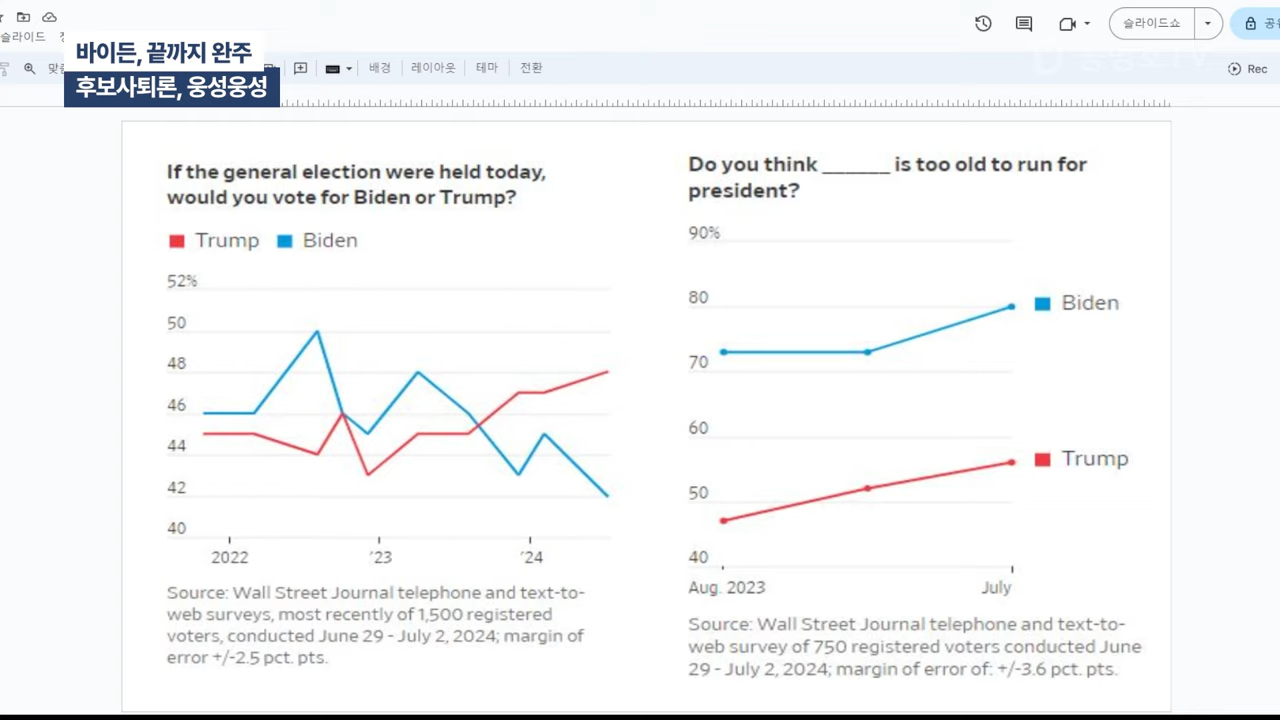 슬라이드
슬라이드쇼
바이든, 끝까지 완주
후보사퇴론, 웅성웅성
배경
레이아웃
테마
전환
Rec
If the general election were held today,
would you vote for Biden or Trump?
Trump
Biden
52%
50
48
46
44
42
40
2022
'23
'24
Source: Wall Street Journal telephone and text-to-
web surveys, most recently of 1,500 registered
voters, conducted June 29 - July 2, 2024; margin of
error +/-2.5 pct. pts.
Do you think ______ is too old to run for
president?
90%
80
70
60
50
40
Biden
Trump
Aug. 2023
July
Source: Wall Street Journal telephone and text-to-
web survey of 750 registered voters conducted June
29 - July 2, 2024; margin of error of: +/-3.6 pct. pts.